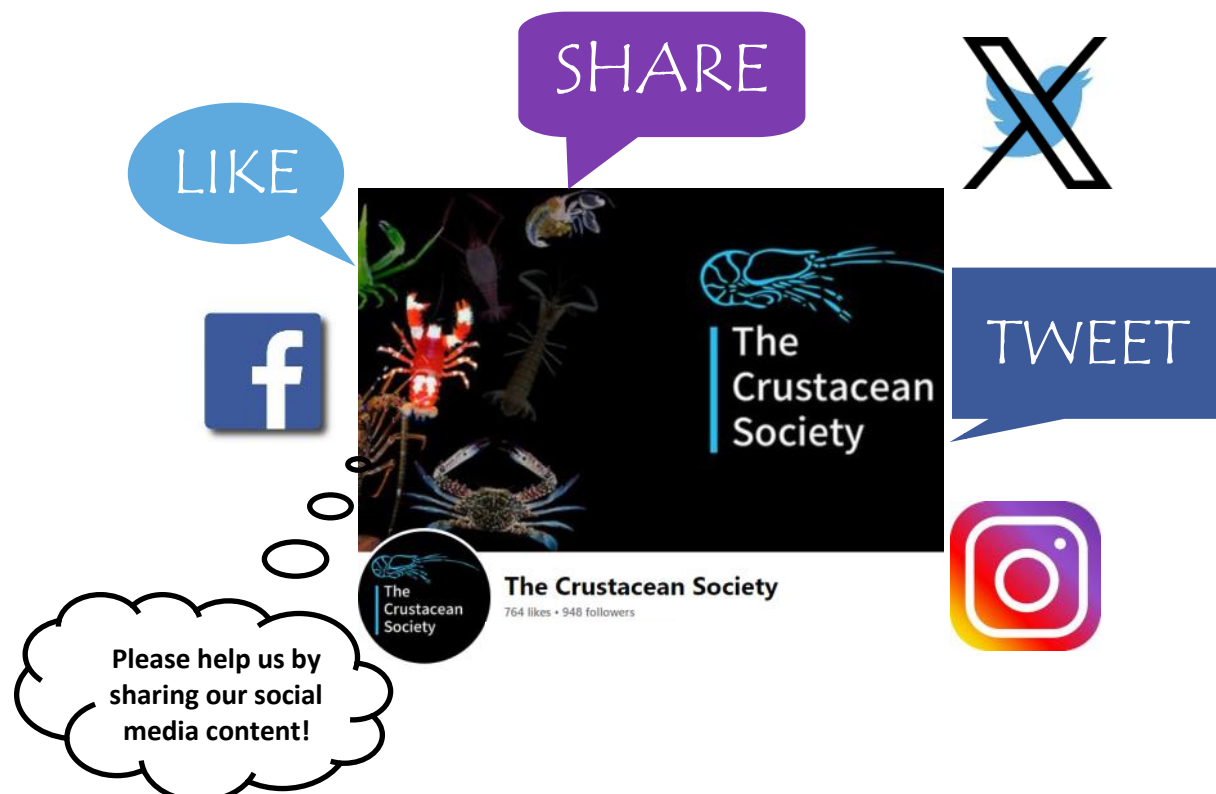 SHARE
LIKE
TWEET
The
Crustacean
Society
The
Crustacean
Society
The Crustacean Society
764 likes • 948 followers
Please help us by
sharing our social
media content!